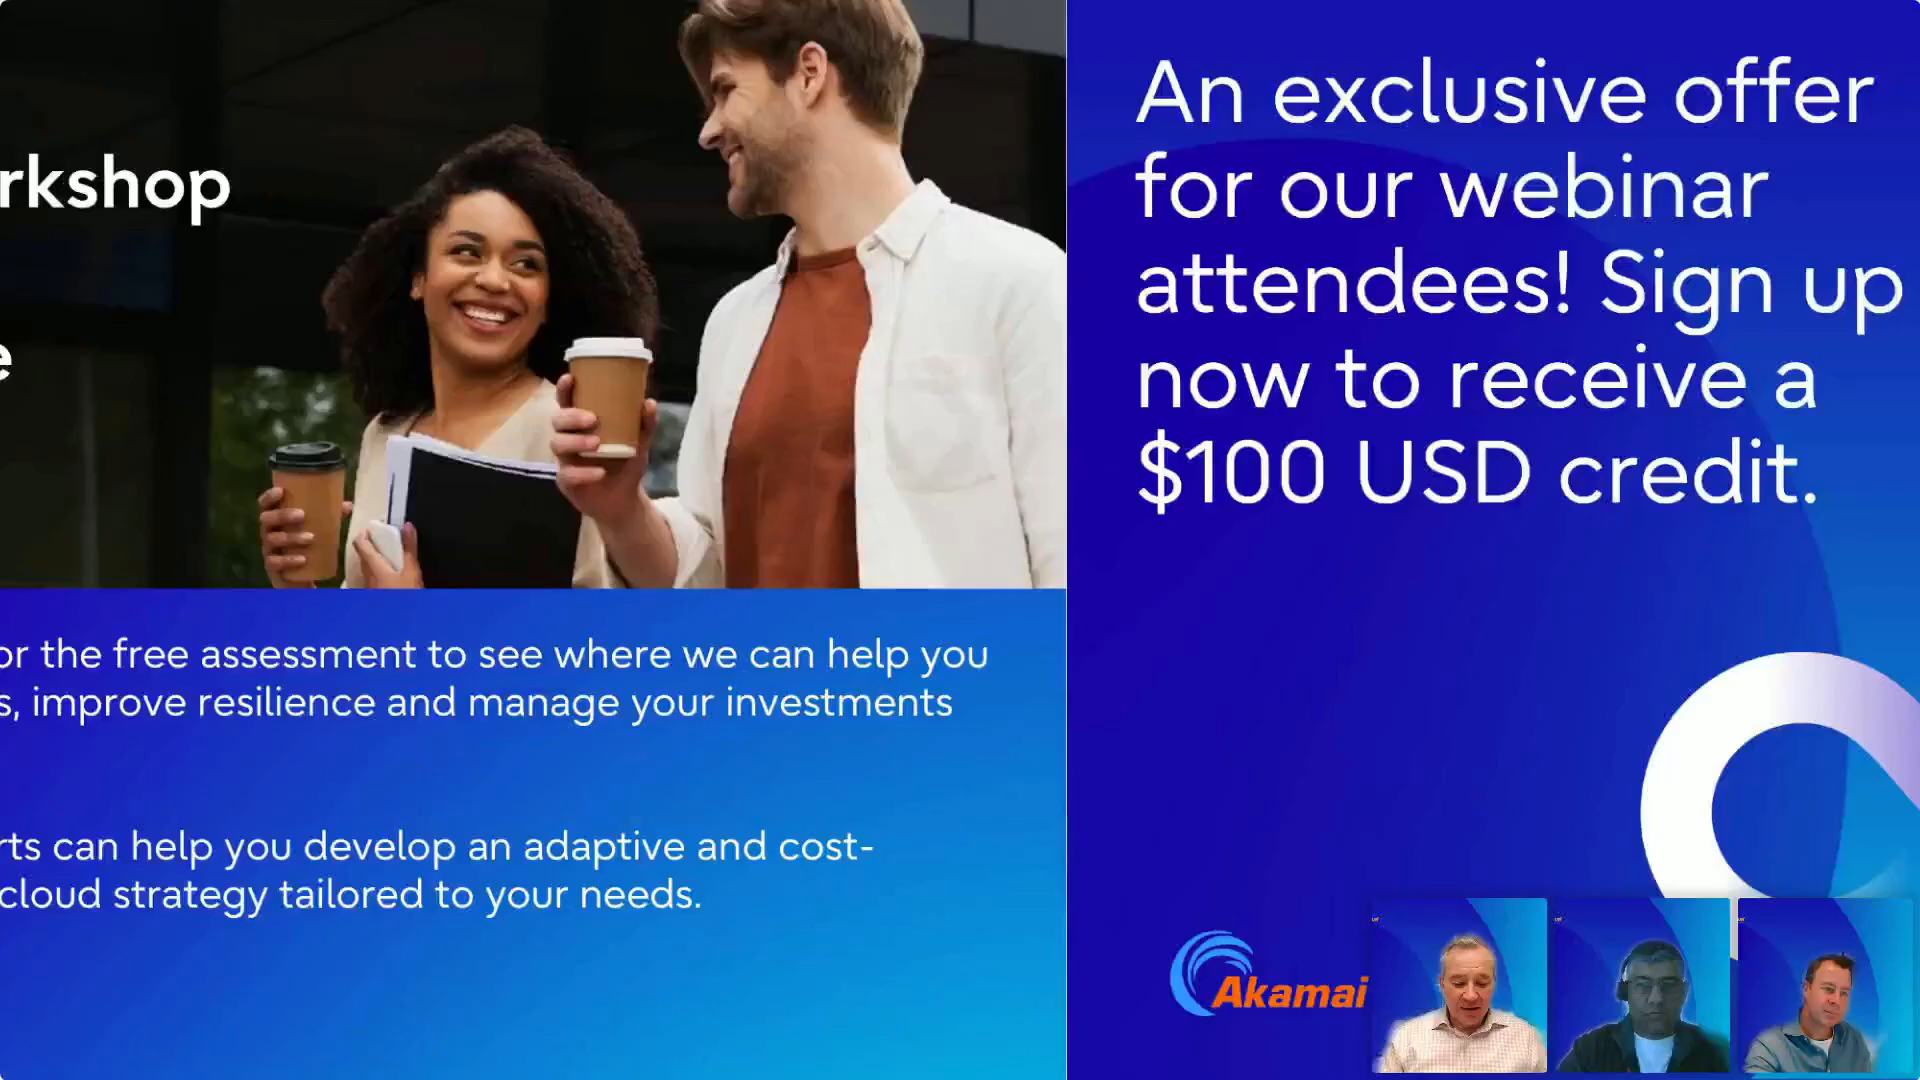 rkshop
e
or the free assessment to see where we can help you
s, improve resilience and manage your investments
rts can help you develop an adaptive and cost-
cloud strategy tailored to your needs.
An exclusive offer
for our webinar
attendees! Sign up
now to receive a
$100 USD credit.
Akamai